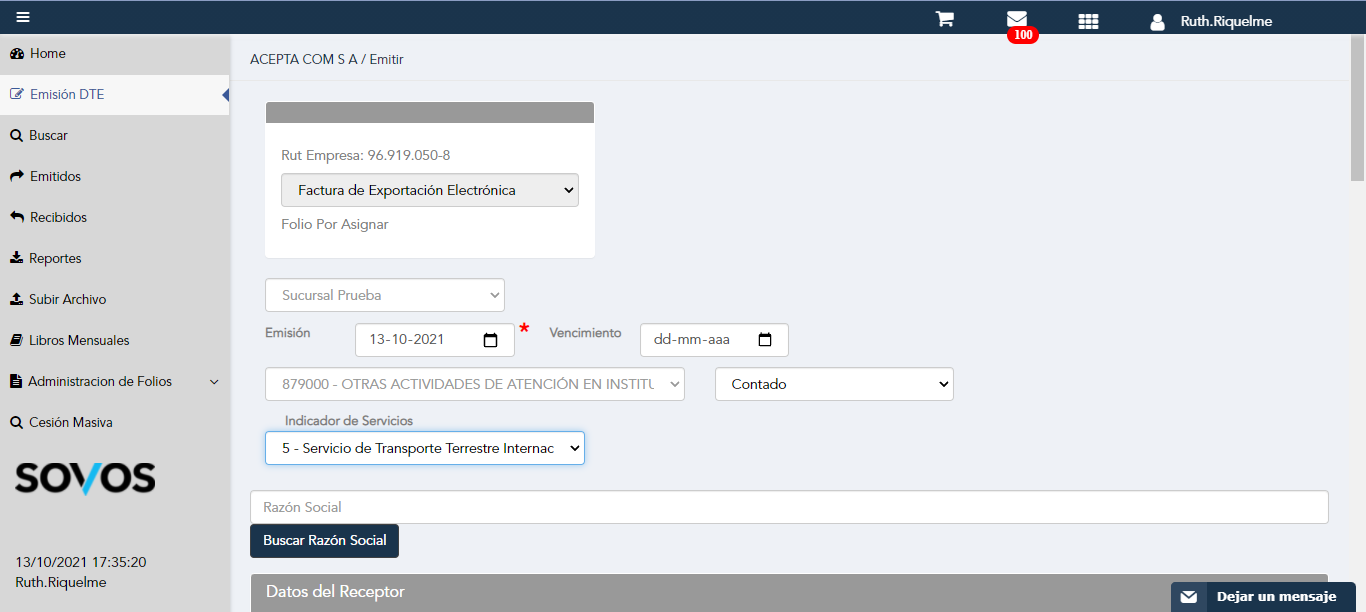 Ruth.Riquelme
100
Home
Emisión DTE
Buscar
Emitidos
Recibidos
Reportes
Subir Archivo
Libros Mensuales
Administracion de Folios
Cesión Masiva
SOVOS
13/10/2021 17:35:20
Ruth.Riquelme
ACEPTA COM S A / Emitir
Rut Empresa: 96.919.050-8
Factura de Exportación Electrónica
Folio Por Asignar
Sucursal Prueba
Emisión 13-10-2021 * Vencimiento dd-mm-aaa
879000 - OTRAS ACTIVIDADES DE ATENCIÓN EN INSTITU Contado
Indicador de Servicios
5 - Servicio de Transporte Terrestre Internac
Razón Social
Buscar Razón Social
Datos del Receptor
Dejar un mensaje